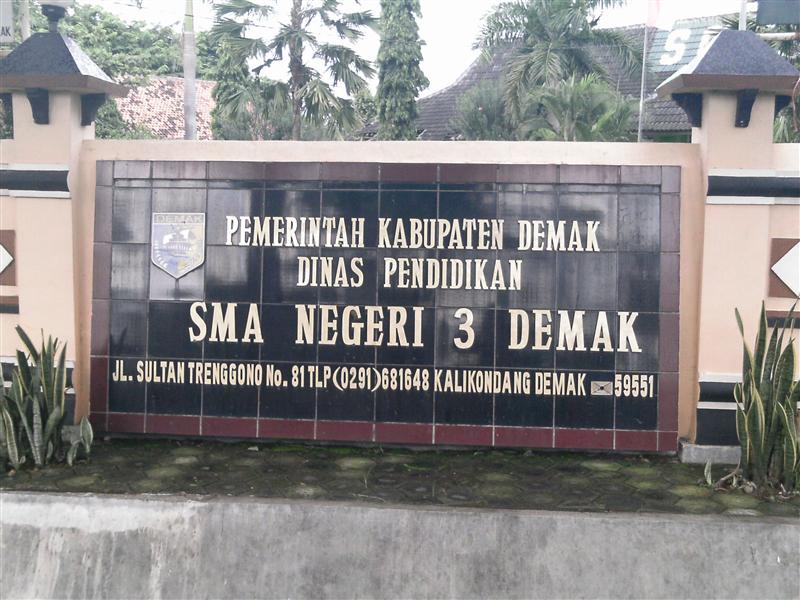 DEMAK
PEMERINTAH KABUPATEN DEMAK
DINAS PENDIDIKAN
SMA NEGERI 3 DEMAK
JL. SULTAN TRENGGONO No. 81 TLP (0291) 681648 KALIKONDANG DEMAK 59551
S